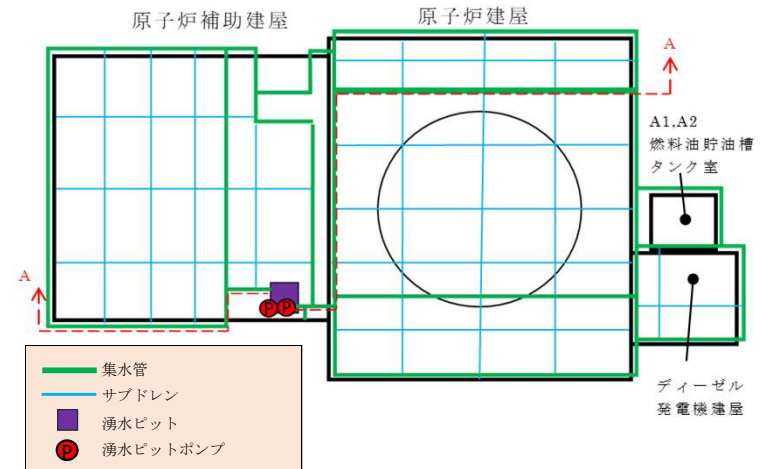 原子炉補助建屋
原子炉建屋
A
A1,A2
燃料油貯油槽
タンク室
A
P P
ディーゼル
発電機建屋
集水管
サブドレン
湧水ピット
P 湧水ピットポンプ